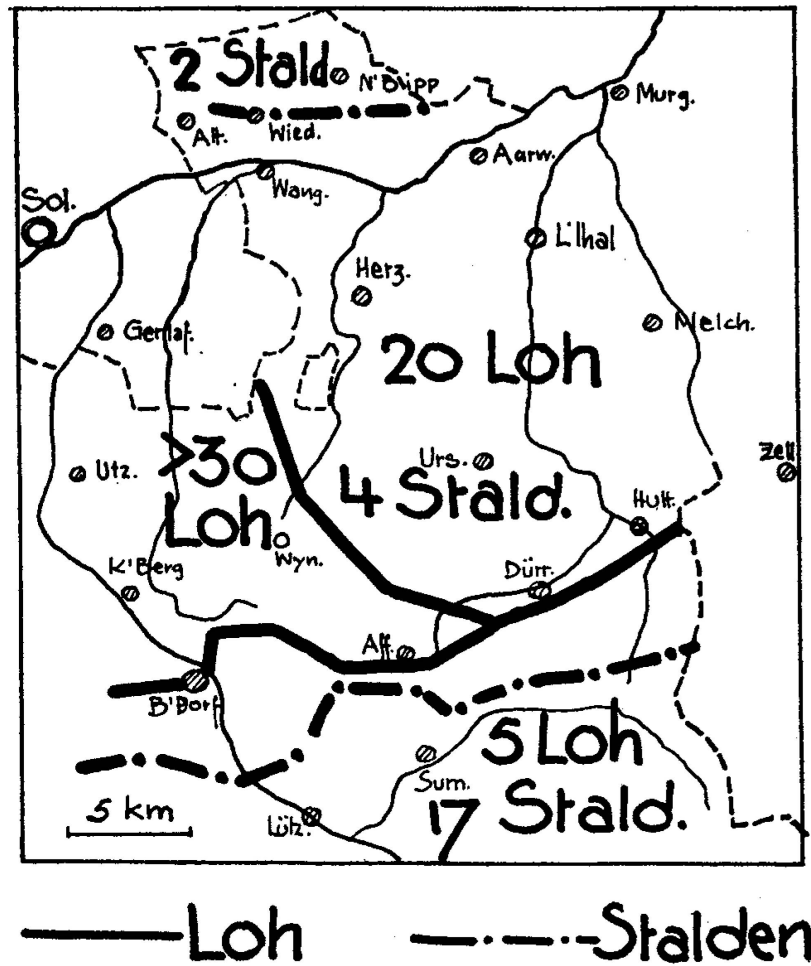 2 Stald.
N'Bipp
Murg.
Att.
Wied.
Aarw.
Wang.
Sol.
L'thal
Herz.
Gerlaf.
Melch.
20 Loh
>30
Loh
Urs.
Zell
Utz.
4 Stald.
Hutt.
Wyn.
K'Berg
Dürr.
Aff.
B'Dorf
5 Loh
Sum.
5 km
17 Stald.
Lütz.
Loh
Stalden